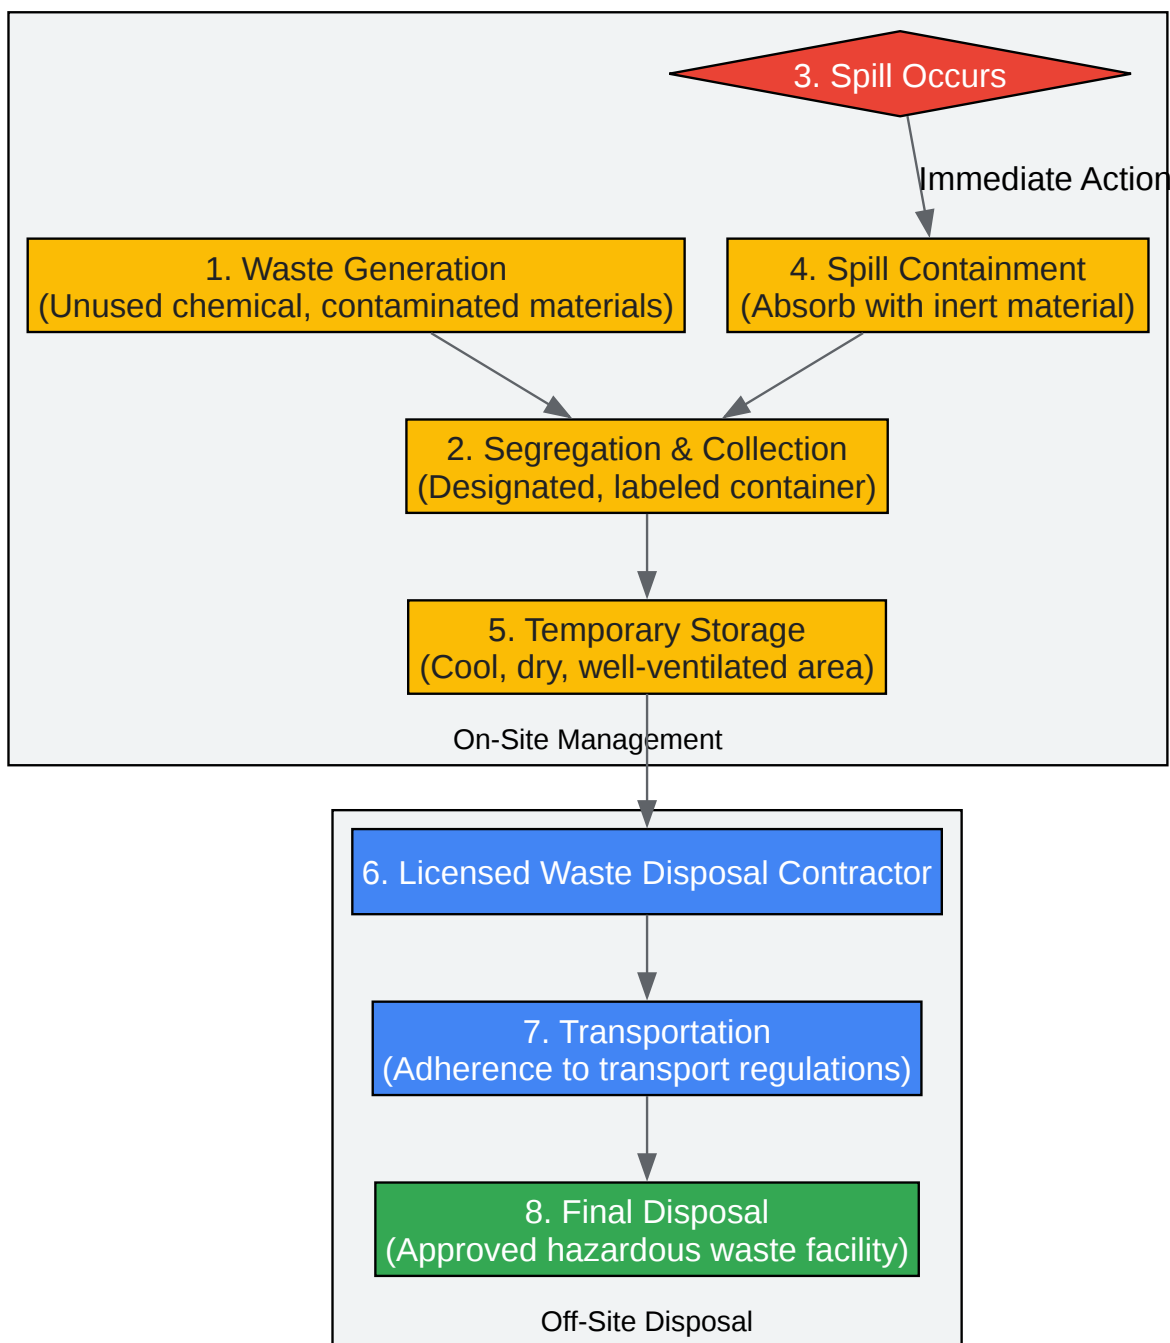 3. Spill Occurs
Immediate Action
1. Waste Generation
(Unused chemical, contaminated materials)
4. Spill Containment
(Absorb with inert material)
2. Segregation & Collection
(Designated, labeled container)
5. Temporary Storage
(Cool, dry, well-ventilated area)
On-Site Management
6. Licensed Waste Disposal Contractor
7. Transportation
(Adherence to transport regulations)
8. Final Disposal
(Approved hazardous waste facility)
Off-Site Disposal